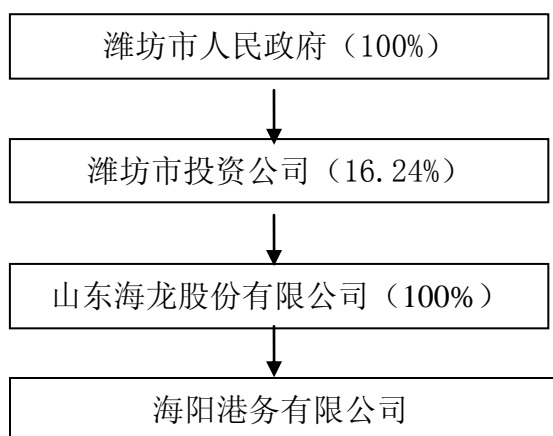 潍坊市人民政府（100%）
潍坊市投资公司（16.24%）
山东海龙股份有限公司（100%）
海阳港务有限公司